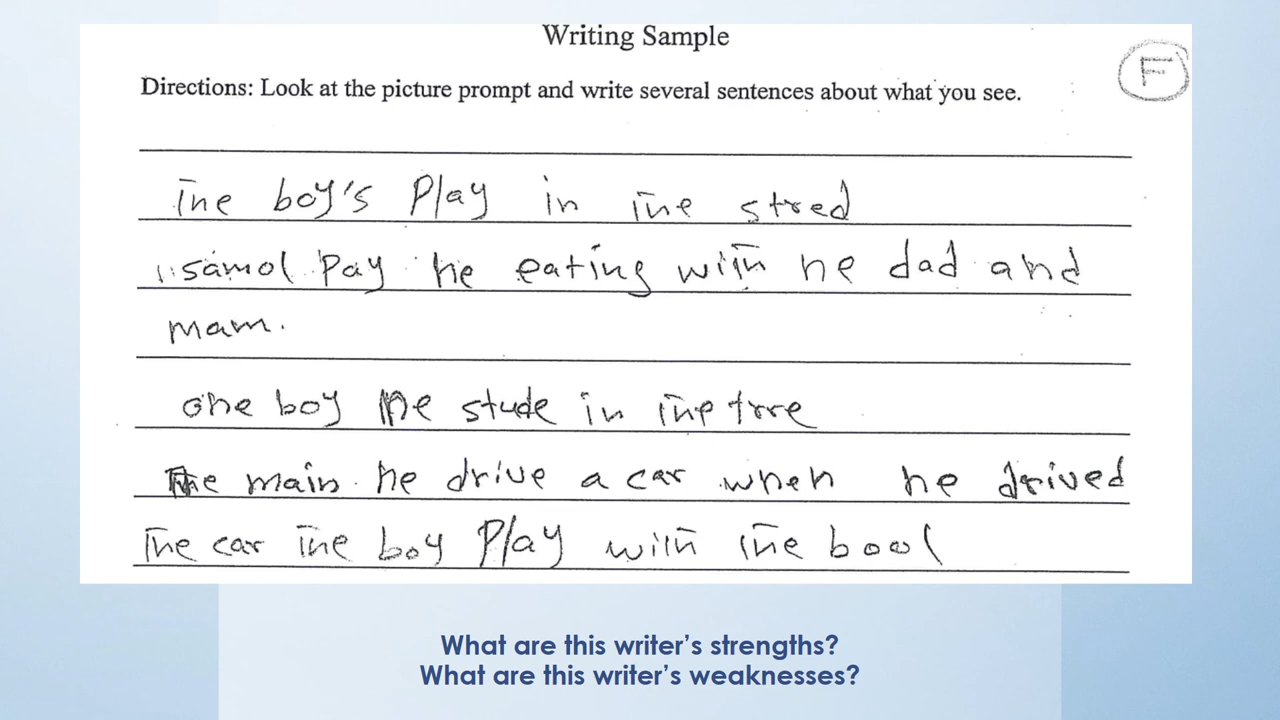 Writing Sample
F
Directions: Look at the picture prompt and write several sentences about what you see.
The boy's Play in the stred
samol Pay he eating with he dad and
mam.
one boy he stude in the trre
The main he drive a car when he drived
The car the boy Play with the bool
What are this writer's strengths?
What are this writer's weaknesses?